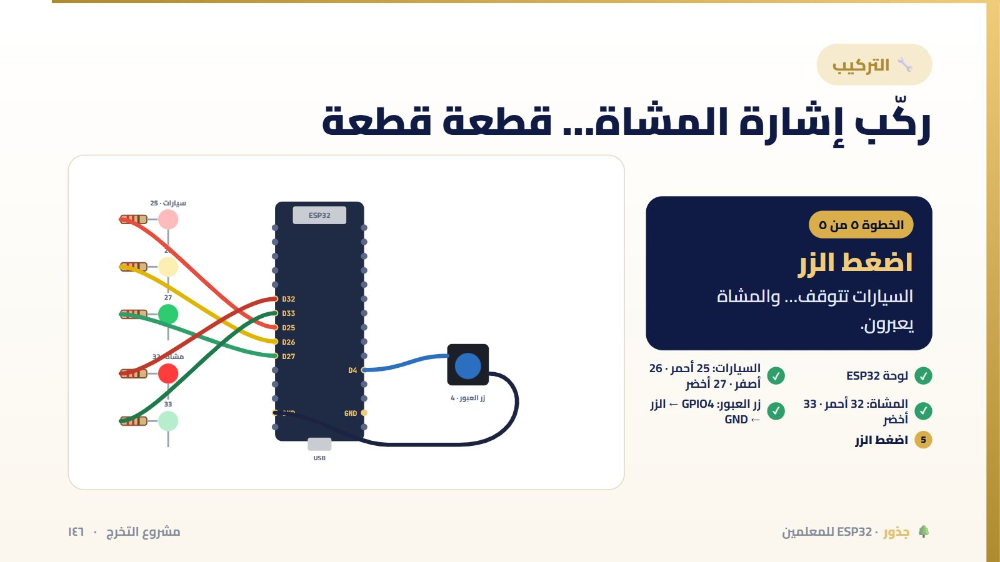 التركيب
ركّب إشارة المشاة... قطعة قطعة
الخطوة ٥ من ٥
اضغط الزر
السيارات تتوقف... والمشاة
يعبرون.
لوحة ESP32
السيارات: 25 أحمر · 26
أصفر · 27 أخضر
المشاة: 32 أحمر · 33
أخضر
زر العبور: GPIO4 ← الزر
← GND
5 اضغط الزر
سيارات · 25
27
مشاة · 32
33
ESP32
D32
D33
D25
D26
D27
D4
GND
USB
زر العبور · 4
جذور · ESP32 للمعلمين
مشروع التخرج · ١٤٦